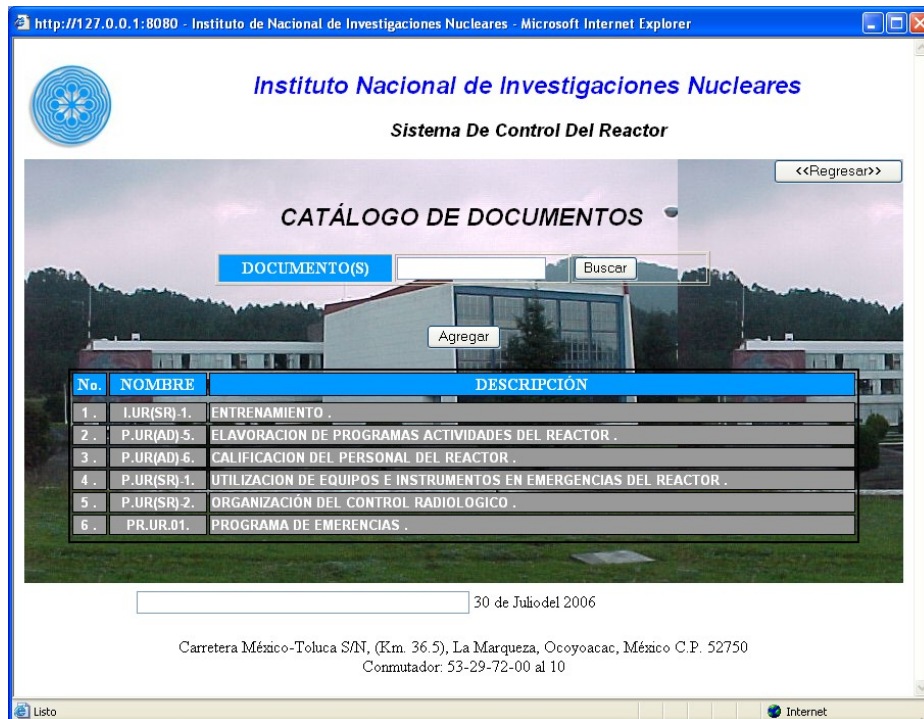 http://127.0.0.1:8080 - Instituto de Nacional de Investigaciones Nucleares - Microsoft Internet Explorer
Instituto Nacional de Investigaciones Nucleares
Sistema De Control Del Reactor
<<Regresar>>
CATÁLOGO DE DOCUMENTOS
DOCUMENTO(S) Buscar
Agregar
No. NOMBRE DESCRIPCIÓN
1 . I.UR(SR)-1. ENTRENAMIENTO .
2 . P.UR(AD)-5. ELAVORACION DE PROGRAMAS ACTIVIDADES DEL REACTOR .
3 . P.UR(AD)-6. CALIFICACION DEL PERSONAL DEL REACTOR .
4 . P.UR(SR)-1. UTILIZACION DE EQUIPOS E INSTRUMENTOS EN EMERGENCIAS DEL REACTOR .
5 . P.UR(SR)-2. ORGANIZACIÓN DEL CONTROL RADIOLOGICO .
6 . PR.UR.01. PROGRAMA DE EMERENCIAS .
30 de Juliodel 2006
Carretera México-Toluca S/N, (Km. 36.5), La Marqueza, Ocoyoacac, México C.P. 52750
Conmutador: 53-29-72-00 al 10
Listo Internet